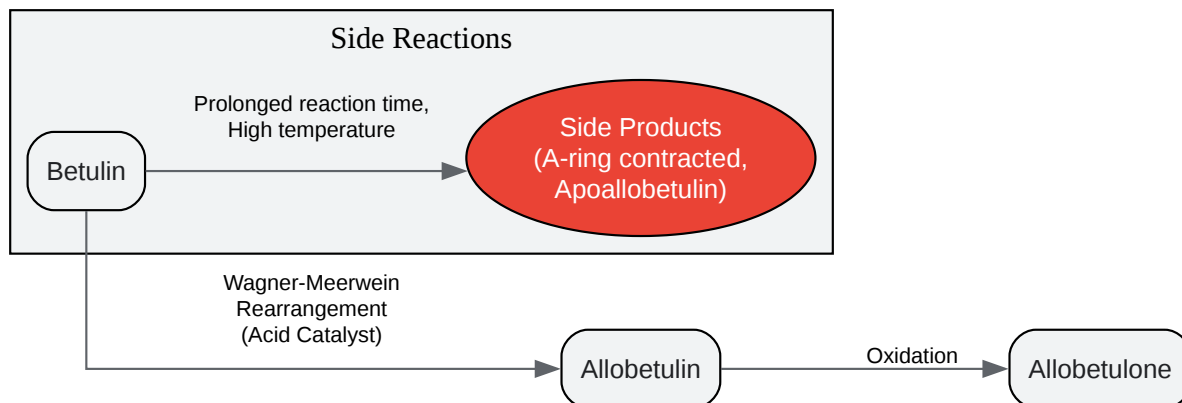 Side Reactions
Prolonged reaction time,
High temperature
Betulin
Side Products
(A-ring contracted,
Apoallobetulin)
Wagner-Meerwein
Rearrangement
(Acid Catalyst)
Allobetulin
Oxidation
Allobetulone